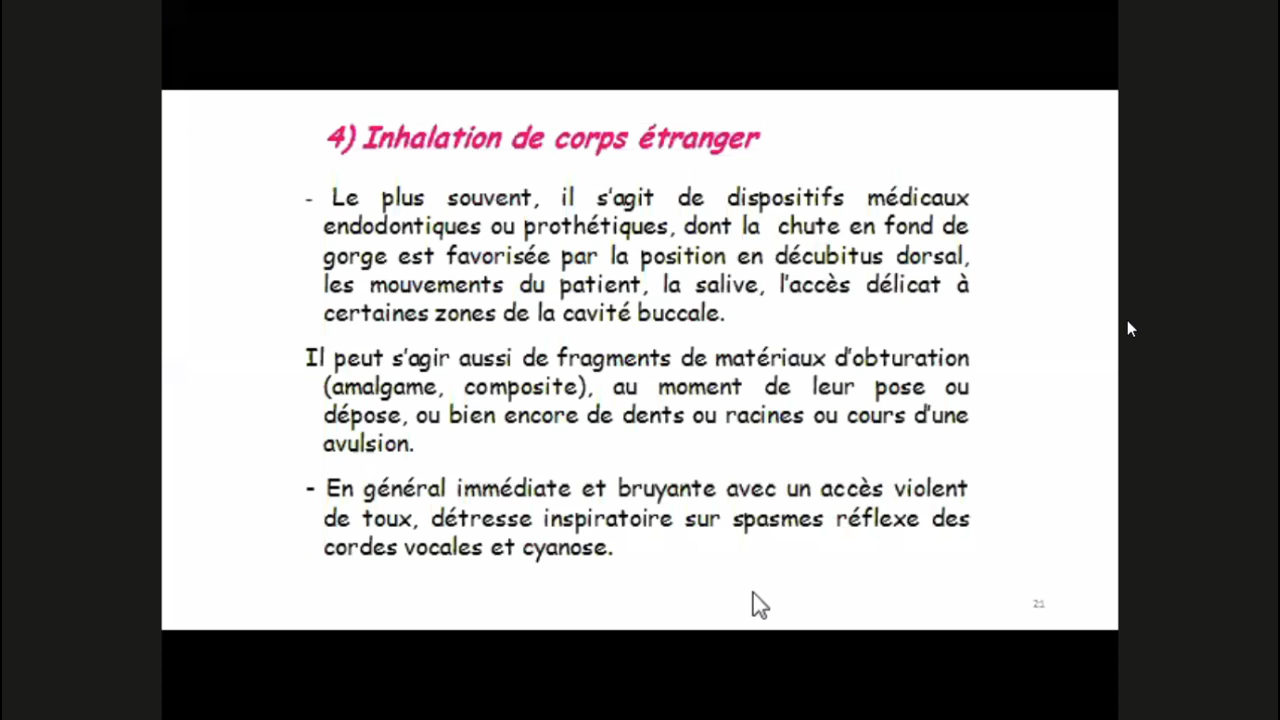 4) Inhalation de corps étranger
- Le plus souvent, il s'agit de dispositifs médicaux
endodontiques ou prothétiques, dont la chute en fond de
gorge est favorisée par la position en décubitus dorsal,
les mouvements du patient, la salive, l'accès délicat à
certaines zones de la cavité buccale.
Il peut s'agir aussi de fragments de matériaux d'obturation
(amalgame, composite), au moment de leur pose ou
dépose, ou bien encore de dents ou racines ou cours d'une
avulsion.
- En général immédiate et bruyante avec un accès violent
de toux, détresse inspiratoire sur spasmes réflexe des
cordes vocales et cyanose.
21